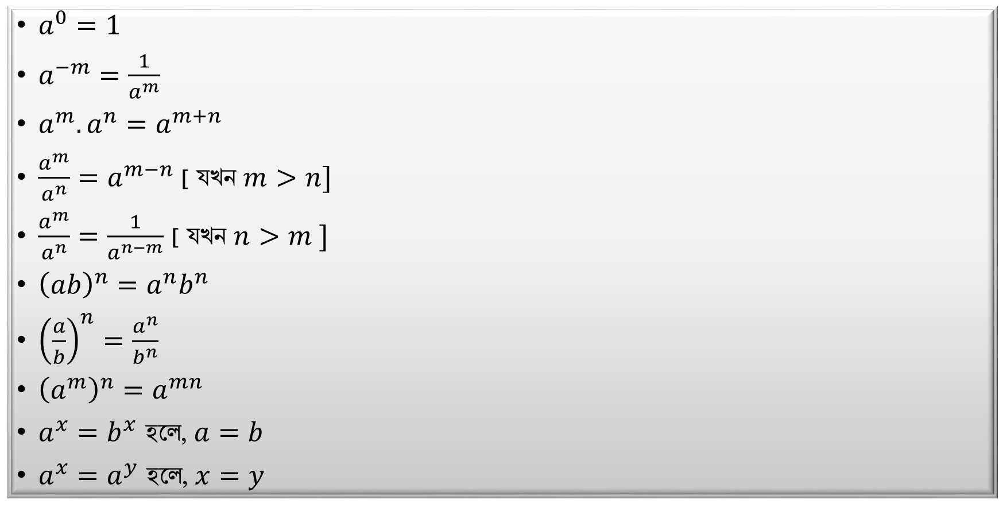 • a⁰ = 1
• a⁻ᵐ = 1/aᵐ
• aᵐ.aⁿ = aᵐ⁺ⁿ
• aᵐ/aⁿ = aᵐ⁻ⁿ [ যখন m > n]
• aᵐ/aⁿ = 1/aⁿ⁻ᵐ [ যখন n > m ]
• (ab)ⁿ = aⁿbⁿ
• (a/b)ⁿ = aⁿ/bⁿ
• (aᵐ)ⁿ = aᵐⁿ
• aˣ = bˣ হলে, a = b
• aˣ = aʸ হলে, x = y